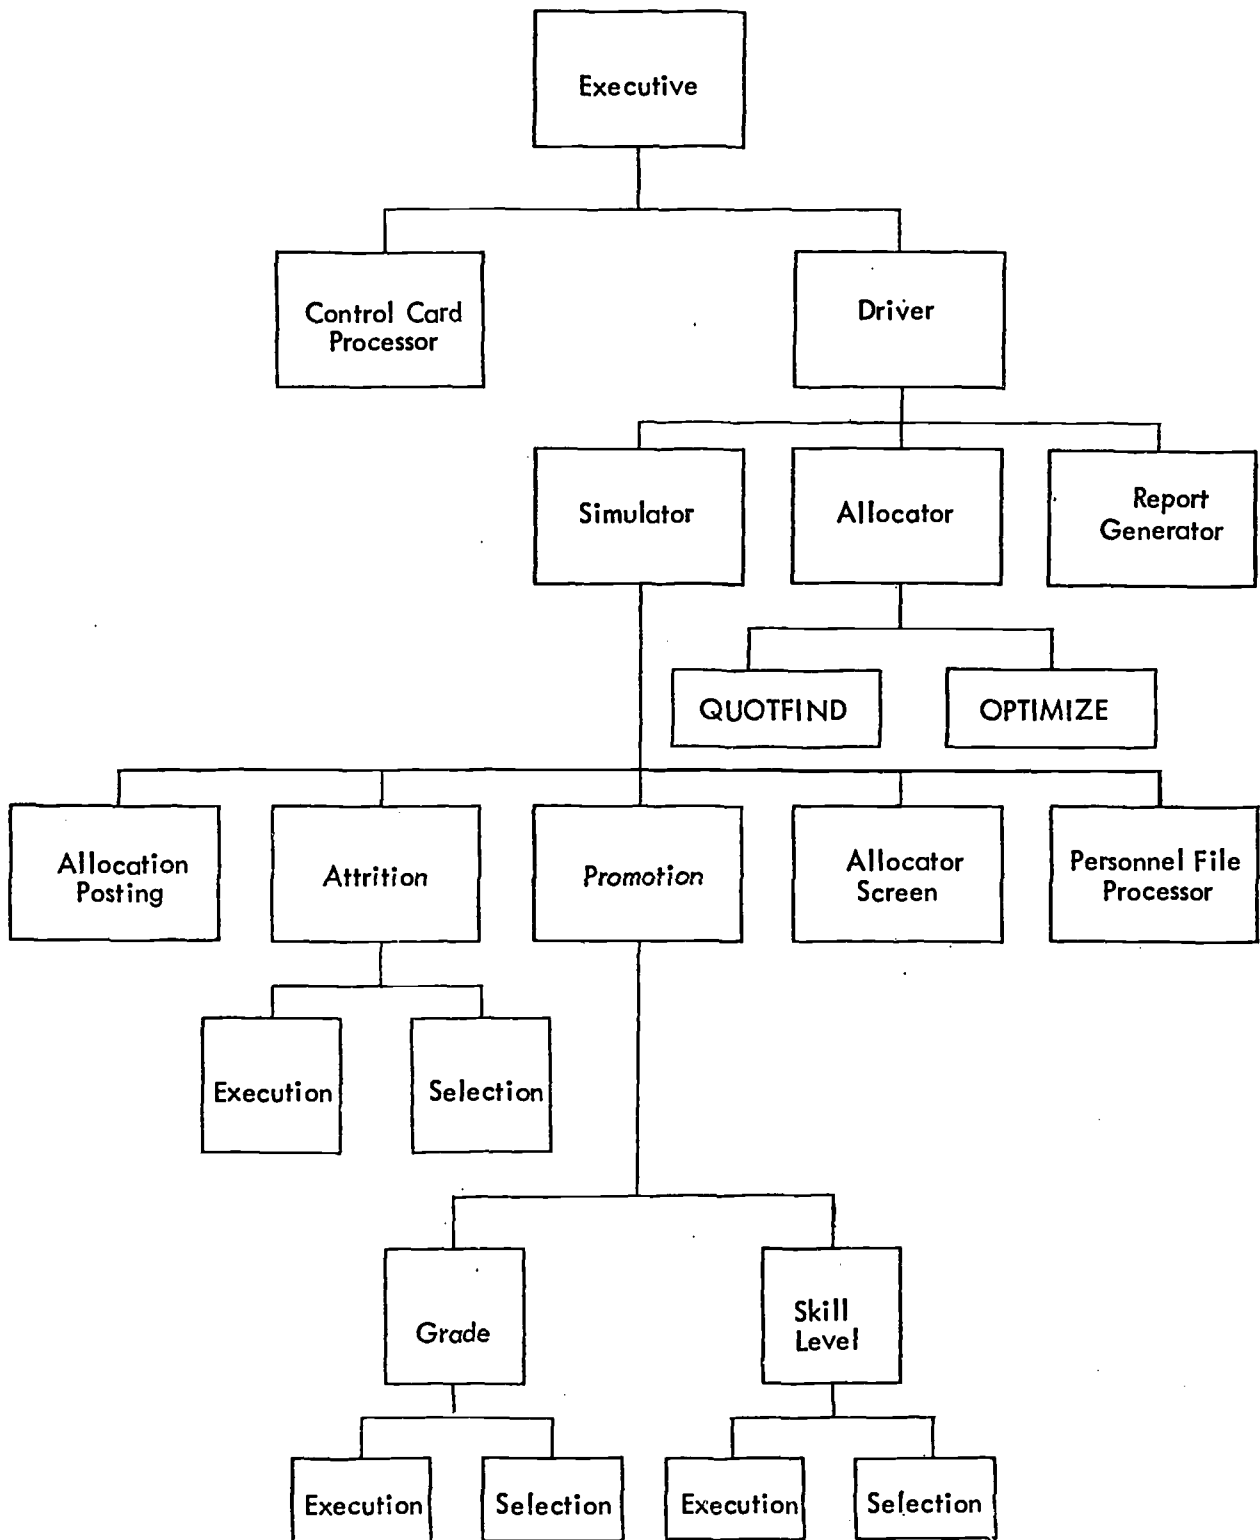 Executive
Control Card
Processor
Driver
Simulator
Allocator
Report
Generator
QUOTFIND
OPTIMIZE
Allocation
Posting
Attrition
Promotion
Allocator
Screen
Personnel File
Processor
Execution
Selection
Grade
Skill
Level
Execution
Selection
Execution
Selection